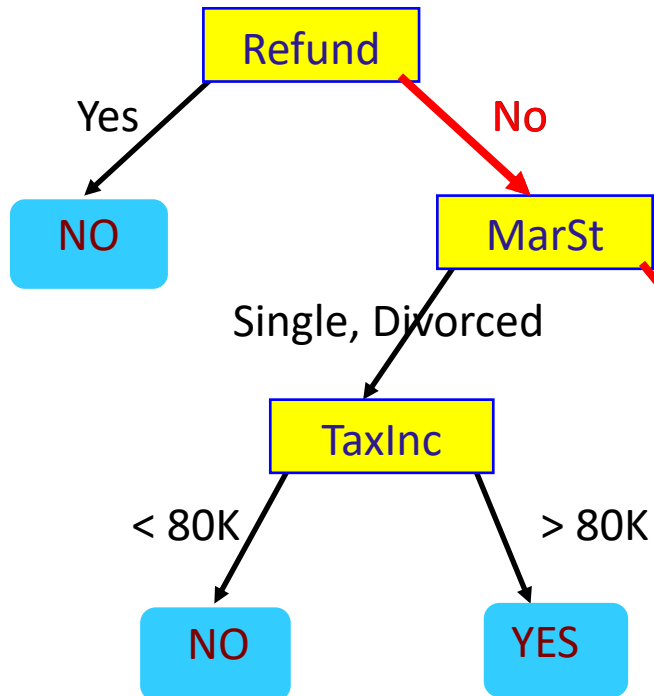 Refund
Yes
No
NO
MarSt
Single, Divorced
TaxInc
< 80K
> 80K
NO
YES